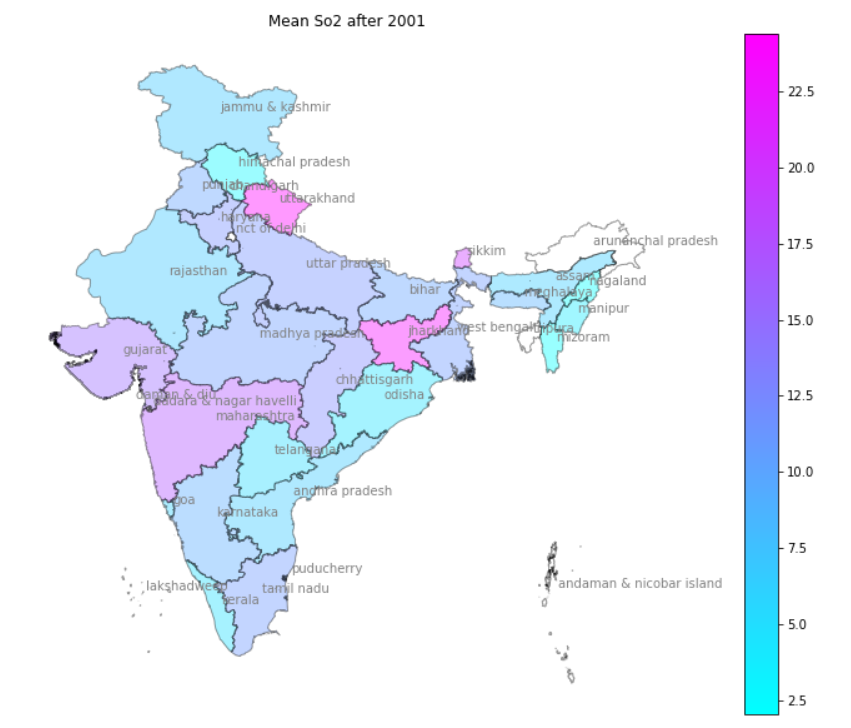 Mean So2 after 2001
22.5
jammu & kashmir
himachal pradesh
punjab
chandigarh
20.0
uttarakhand
haryana
nct of delhi
arunanchal pradesh
sikkim
17.5
uttar pradesh
rajasthan
assam
nagaland
bihar
meghalaya
manipur
15.0
madhya pradesh
jharkhand
west bengal
tripura
mizoram
gujarat
chhattisgarh
12.5
daman & diu
odisha
dadara & nagar havelli
maharashtra
telangana
10.0
andhra pradesh
goa
karnataka
7.5
puducherry
andaman & nicobar island
lakshadweep
tamil nadu
kerala
5.0
2.5